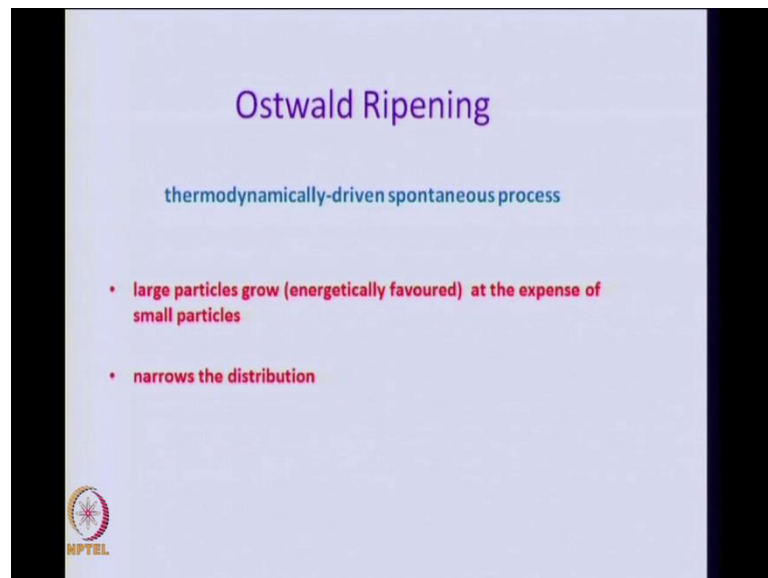 Ostwald Ripening
thermodynamically-driven spontaneous process
• large particles grow (energetically favoured) at the expense of
small particles
• narrows the distribution
NPTEL